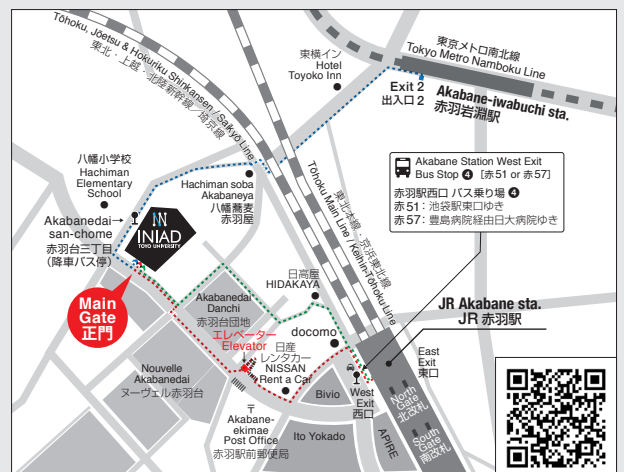 Tōhoku, Jōetsu & Hokuriku Shinkansen / Saikyō Line
東北・上越・北陸新幹線／埼京線
東横イン
Hotel
Toyoko Inn
東京メトロ南北線
Tokyo Metro Namboku Line
Exit 2
出入口 2
Akabane-iwabuchi sta.
赤羽岩淵駅
八幡小学校
Hachiman
Elementary
School
Hachiman soba
Akabaneya
八幡蕎麦
赤羽屋
Akabane Station West Exit
Bus Stop ❹ [赤51 or 赤57]
赤羽駅西口 バス乗り場 ❹
赤51：池袋駅東口ゆき
赤57：豊島病院経由日大病院ゆき
Tōhoku Main Line / Keihin-Tōhoku Line
東北本線・京浜東北線
Akabanedai→
san-chome
赤羽台三丁目
（降車バス停）
INIAD
TOYO UNIVERSITY
Main
Gate
正門
日高屋
HIDAKAYA
Akabanedai
Danchi
赤羽台団地
エレベーター
Elevator
docomo
日産
レンタカー
NISSAN
Rent a Car
JR Akabane sta.
JR 赤羽駅
East
Exit
東口
Nouvelle
Akabanedai
ヌーヴェル赤羽台
Bivio
West
Exit
西口
North
Gate
北改札
South
Gate
南改札
〒
Akabane-
ekimae
Post Office
赤羽駅前郵便局
Ito Yokado
APIRE